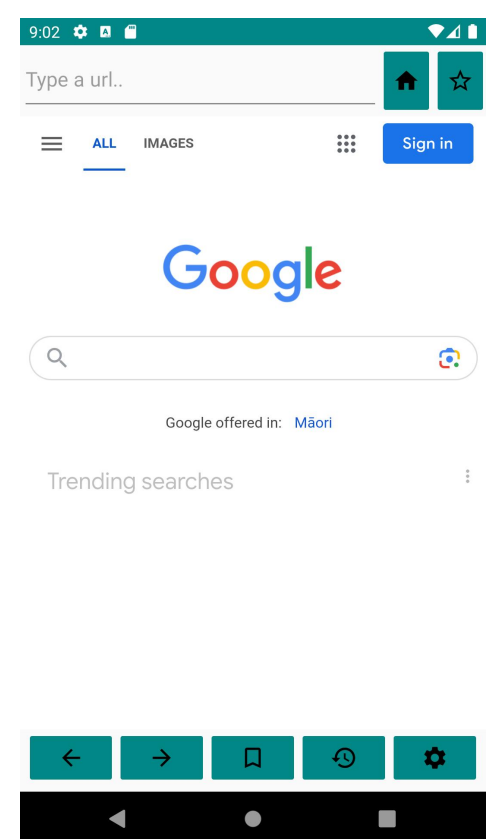 9:02
Type a url..
ALL IMAGES Sign in
Google
Google offered in: Māori
Trending searches